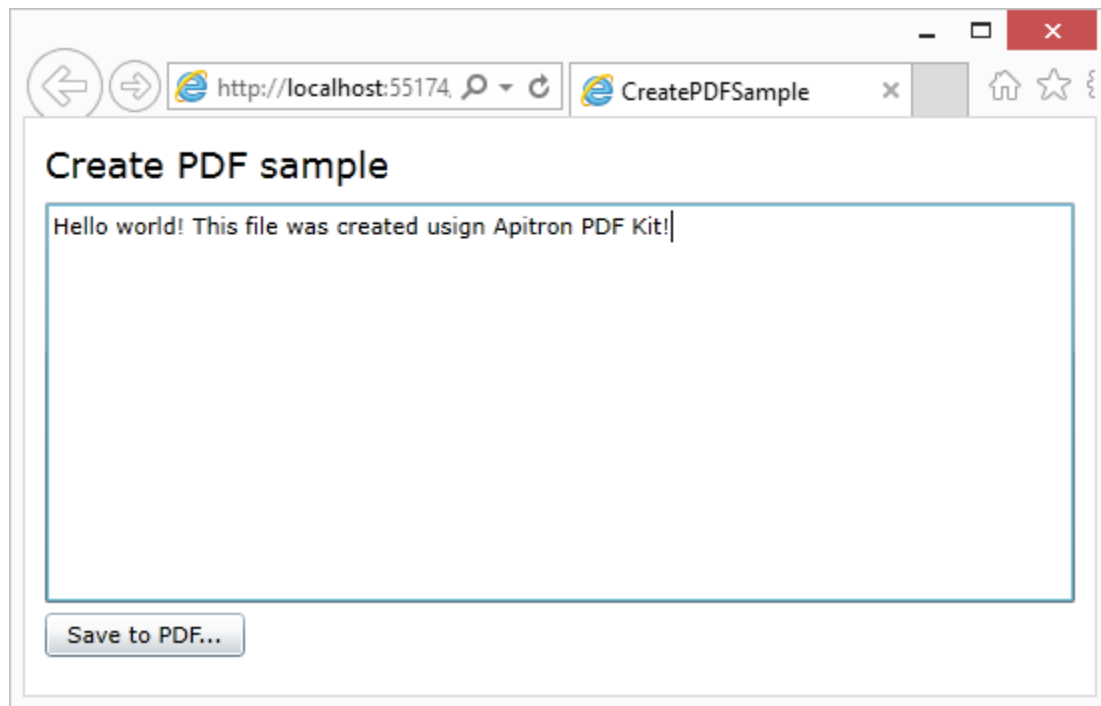 http://localhost:55174,
CreatePDFSample
Create PDF sample
Hello world! This file was created usign Apitron PDF Kit!
Save to PDF...